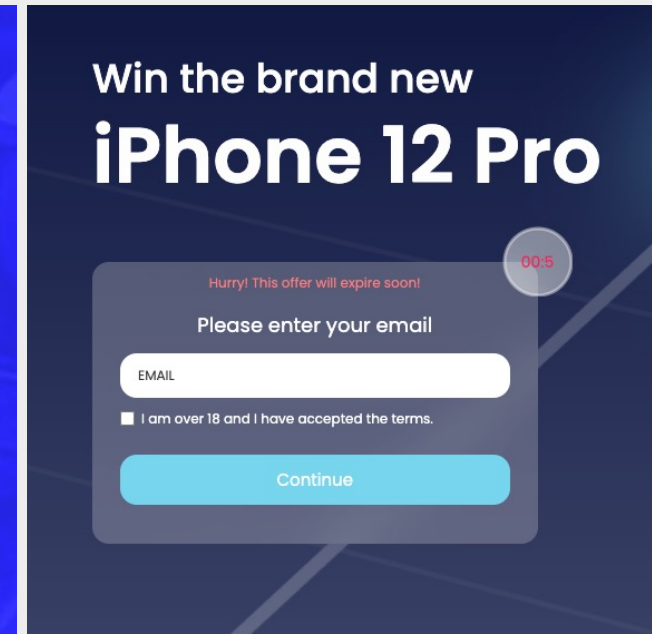 Win the brand new
iPhone 12 Pro
00:5
Hurry! This offer will expire soon!
Please enter your email
EMAIL
I am over 18 and I have accepted the terms.
Continue